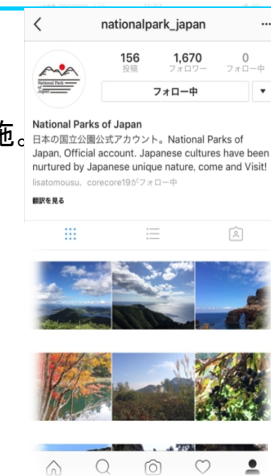 nationalpark_japan
156
投稿
1,670
フォロワー
0
フォロー中
フォロー中
施。
National Parks of Japan
日本の国立公園公式アカウント。National Parks of
Japan, Official account. Japanese cultures have been
nurtured by Japanese unique nature, come and Visit!
lisatomousu、corecore19がフォロー中
翻訳を見る